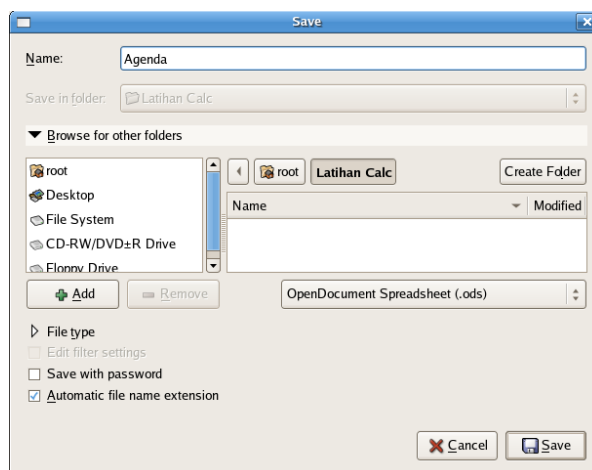 Save
Name: Agenda
Save in folder: Latihan Calc
Browse for other folders
root
Desktop
File System
CD-RW/DVD±R Drive
Floppy Drive
root Latihan Calc Create Folder
Name Modified
Add Remove OpenDocument Spreadsheet (.ods)
File type
Edit filter settings
Save with password
Automatic file name extension
Cancel Save